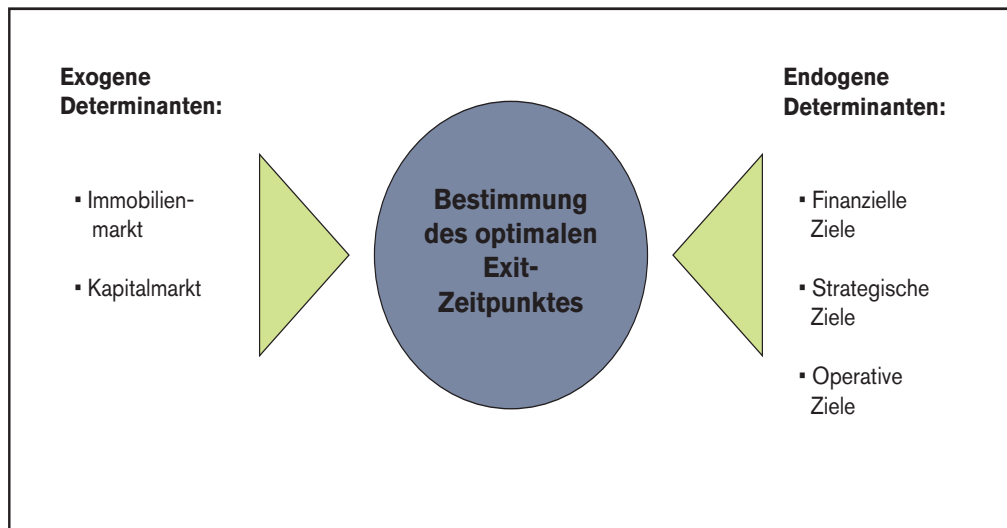 Exogene
Determinanten:
▪ Immobilien-
markt
▪ Kapitalmarkt
Bestimmung
des optimalen
Exit-
Zeitpunktes
Endogene
Determinanten:
▪ Finanzielle
Ziele
▪ Strategische
Ziele
▪ Operative
Ziele